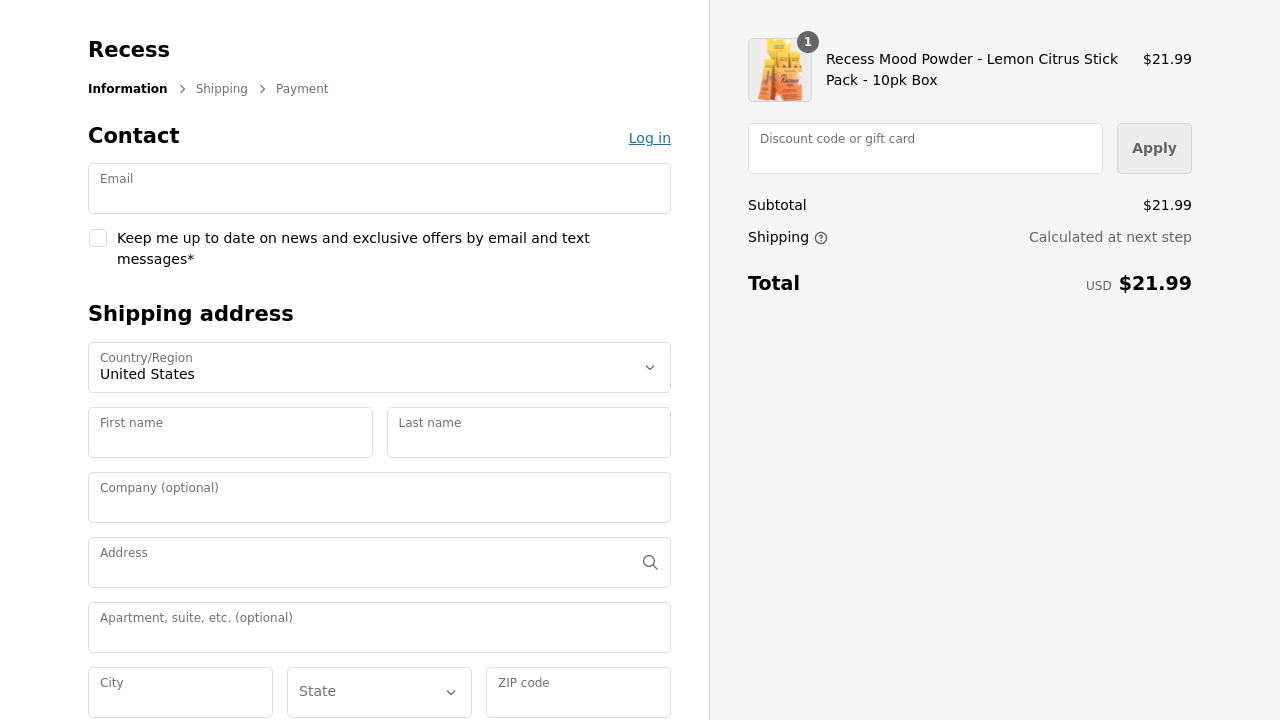 Recess
Information
Shipping
Payment
Contact
Log in
Email
Keep me up to date on news and exclusive offers by email and text
messages*
Shipping address
Country/Region
United States
First name
Last name
Company (optional)
Address
Apartment, suite, etc. (optional)
City
State
ZIP code
1
Recess Mood Powder - Lemon Citrus Stick
Pack - 10pk Box
$21.99
Discount code or gift card
Apply
Subtotal
$21.99
Shipping
Calculated at next step
Total
USD $21.99